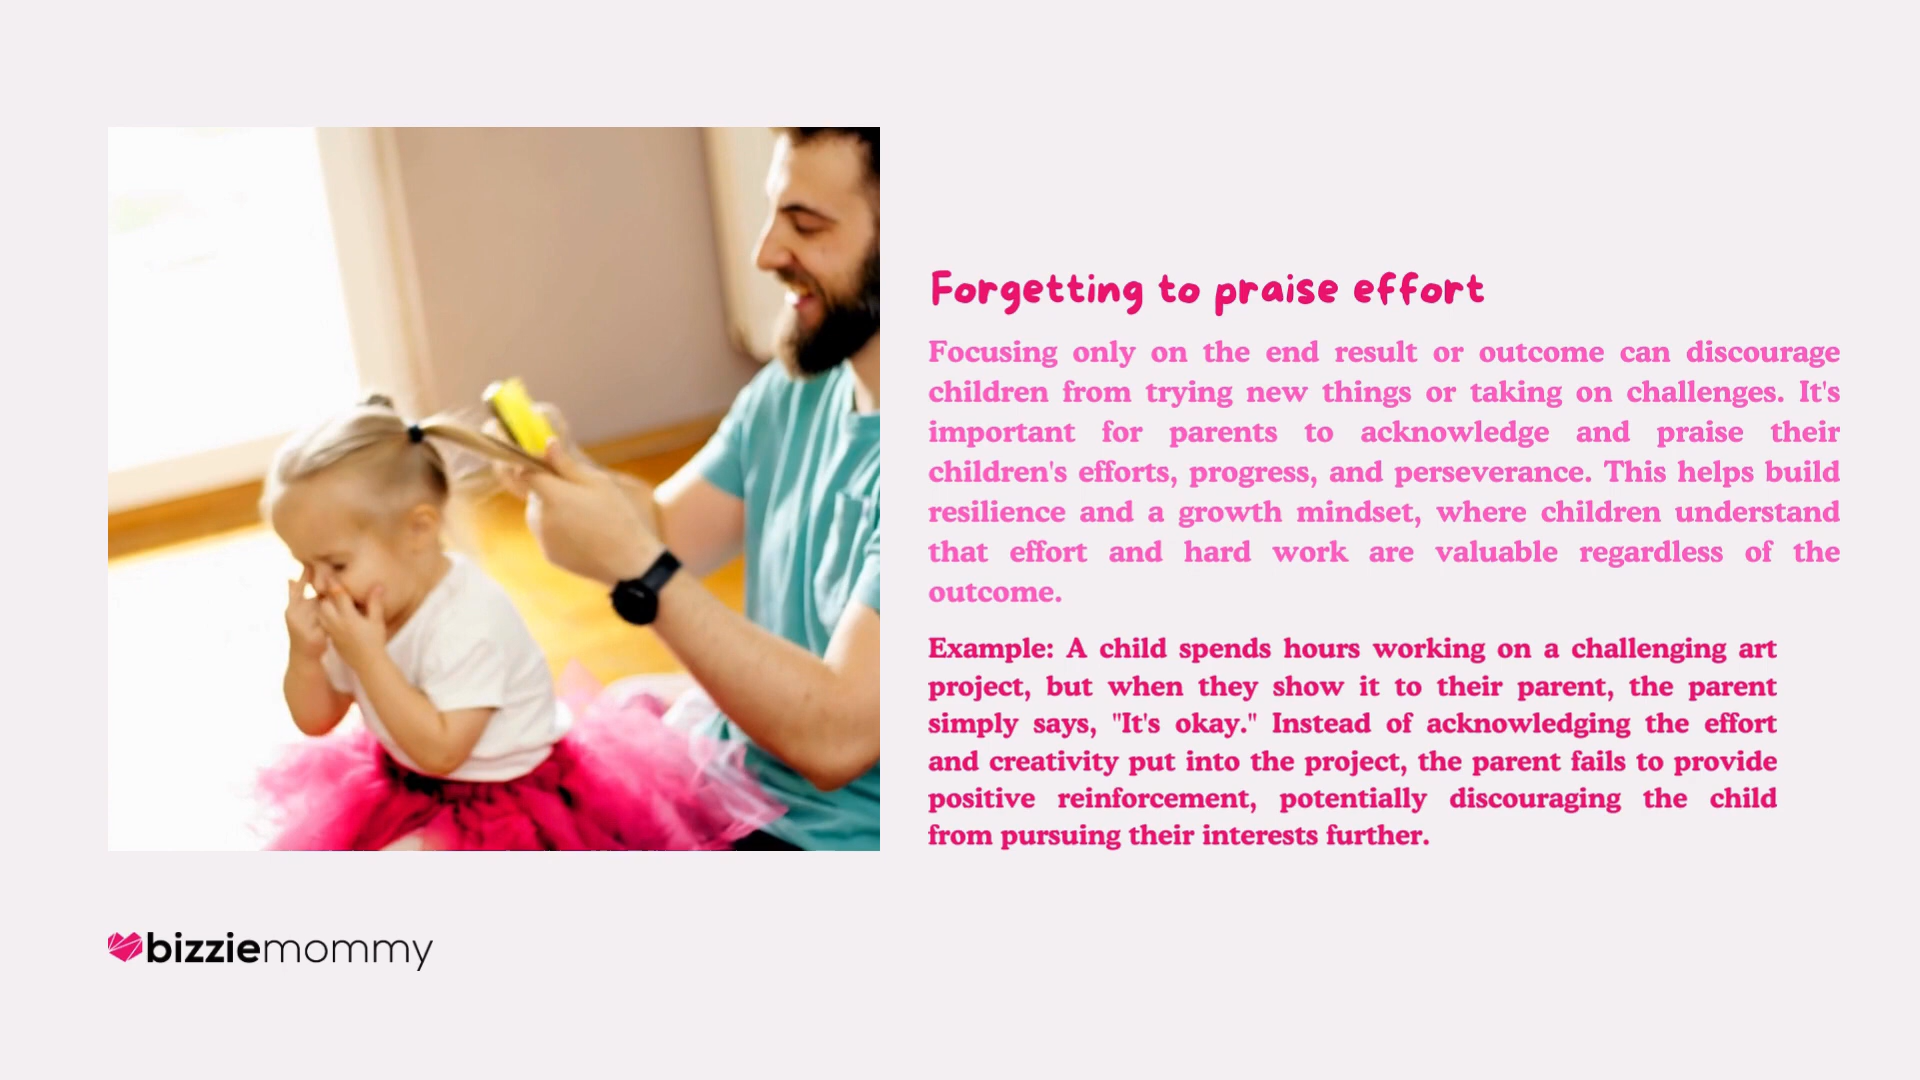 Forgetting to praise effort
Focusing only on the end result or outcome can discourage
children from trying new things or taking on challenges. It's
important for parents to acknowledge and praise their
children's efforts, progress, and perseverance. This helps build
resilience and a growth mindset, where children understand
that effort and hard work are valuable regardless of the
outcome.
Example: A child spends hours working on a challenging art
project, but when they show it to their parent, the parent
simply says, "It's okay." Instead of acknowledging the effort
and creativity put into the project, the parent fails to provide
positive reinforcement, potentially discouraging the child
from pursuing their interests further.
bizziemommy